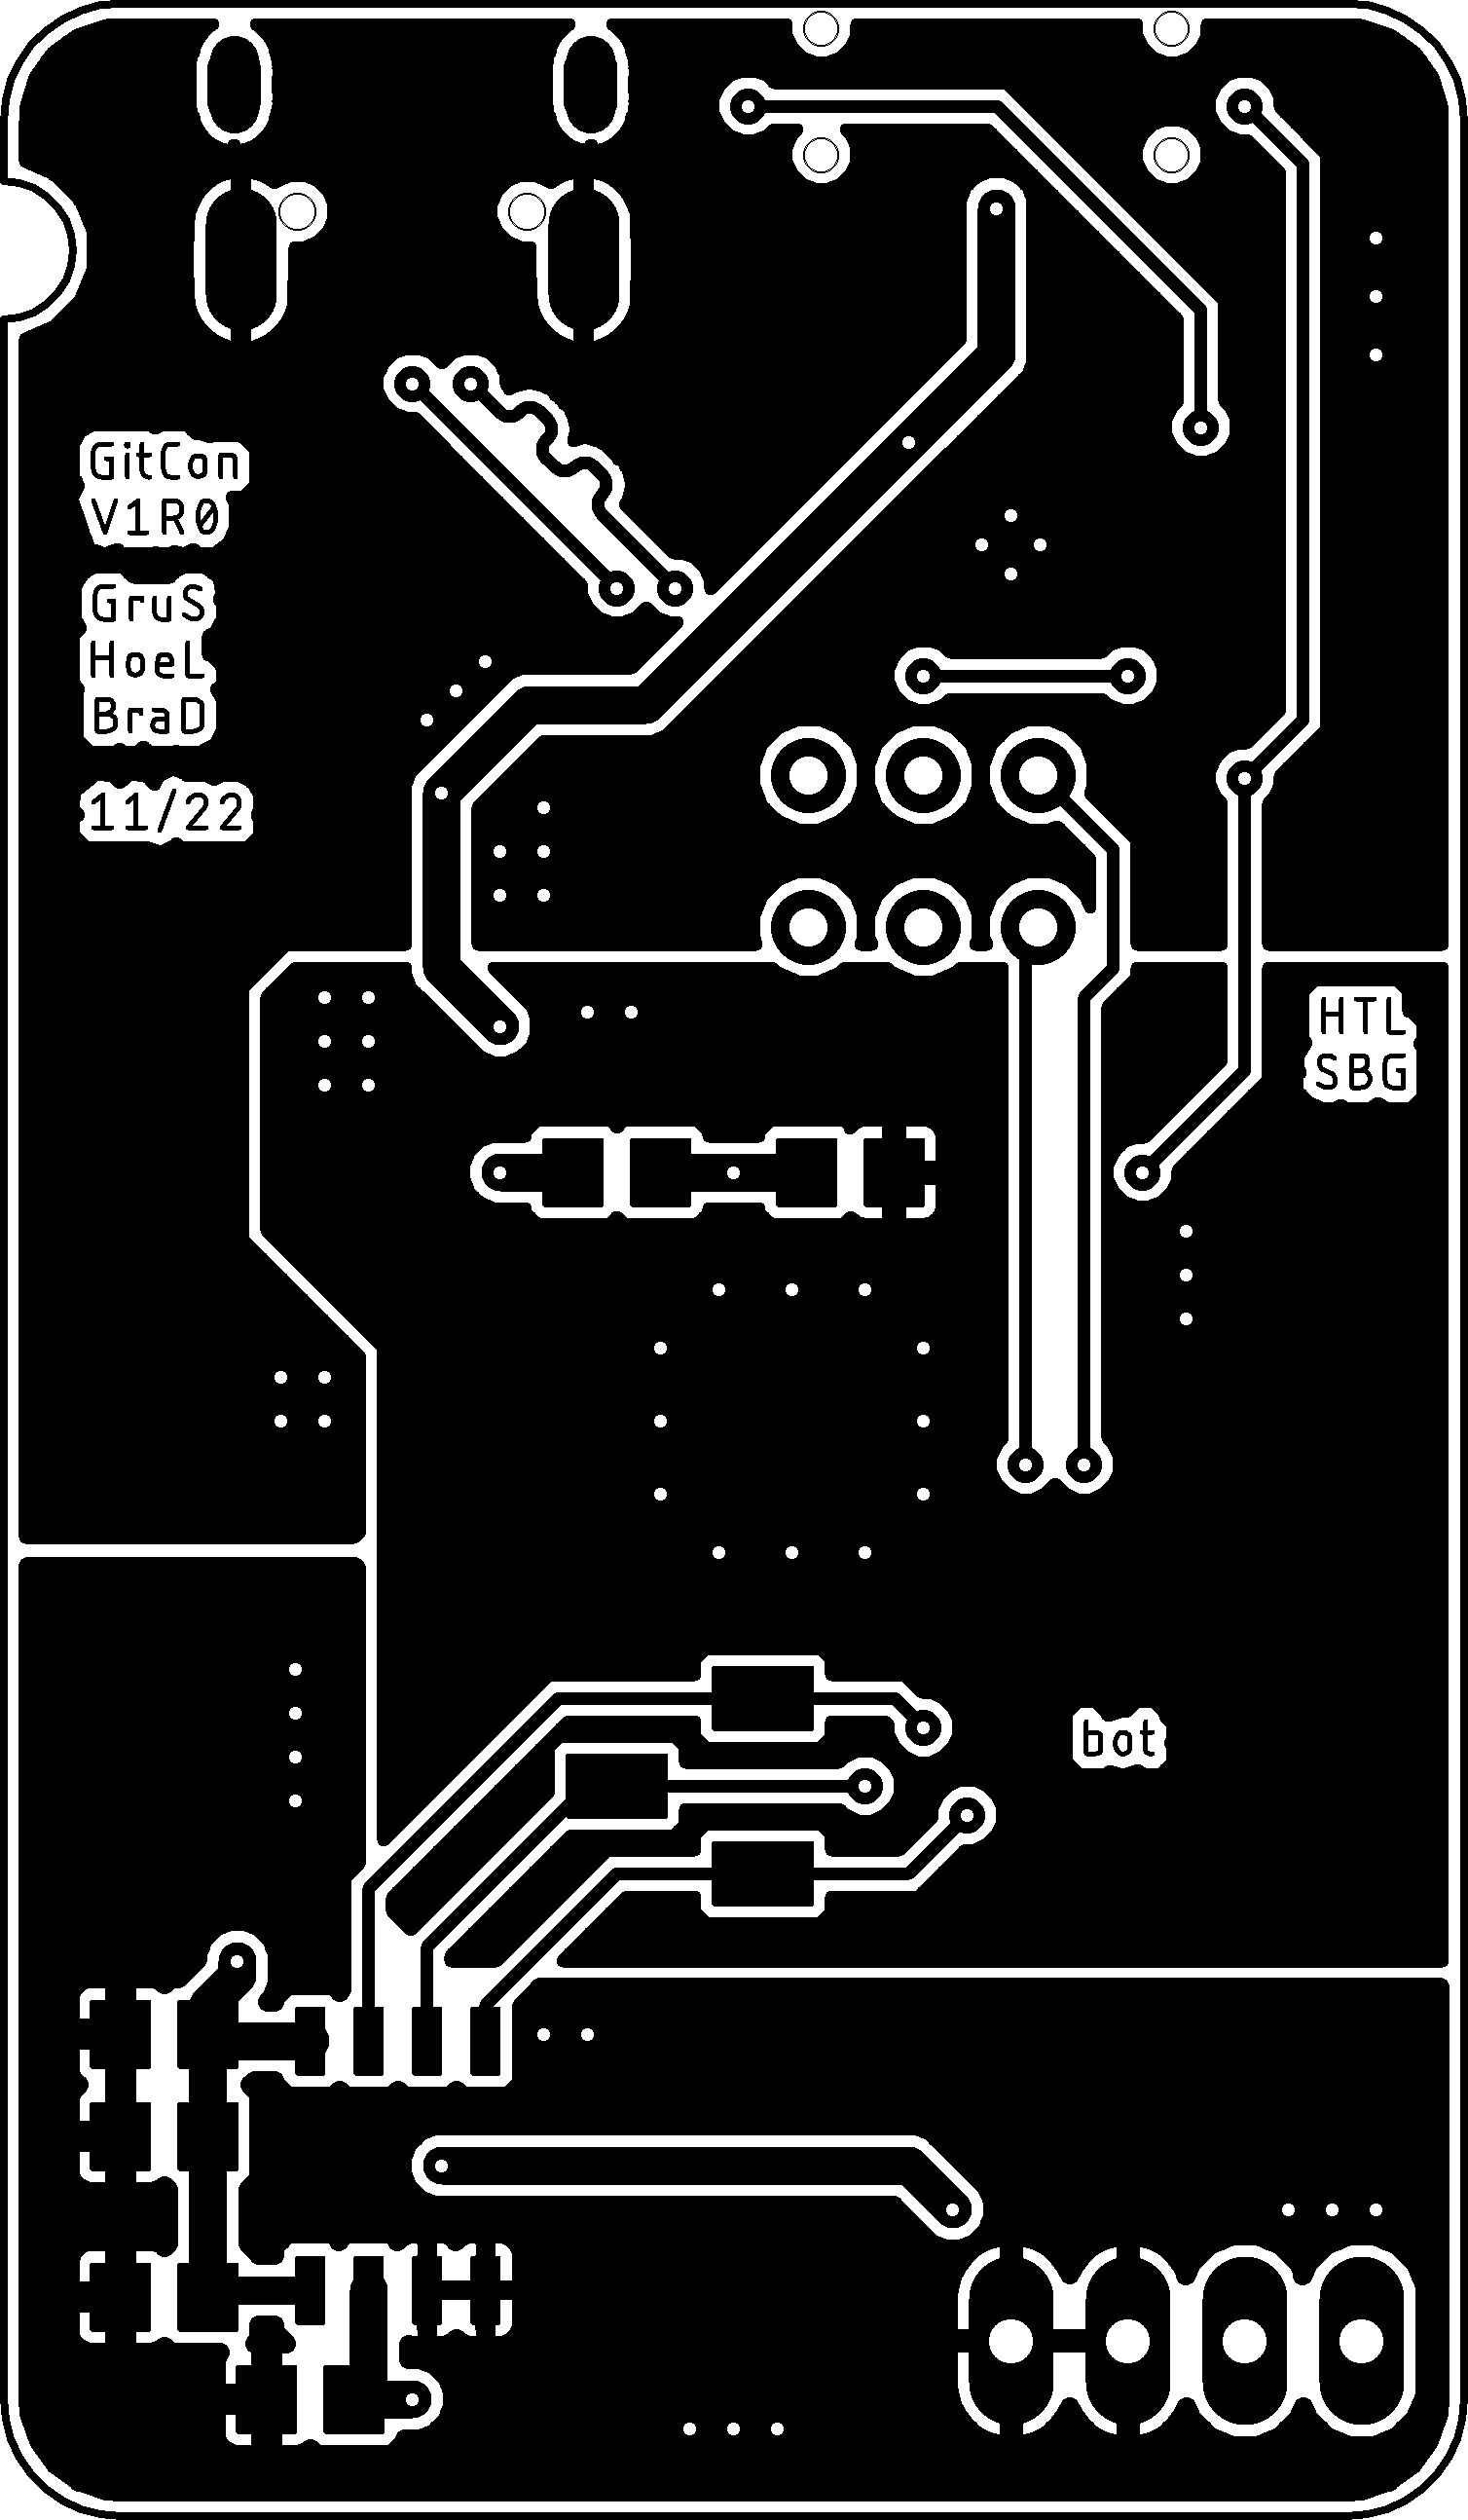 GitCon
V1R0
GruS
HoeL
BraD
11/22
HTL
SBG
bot